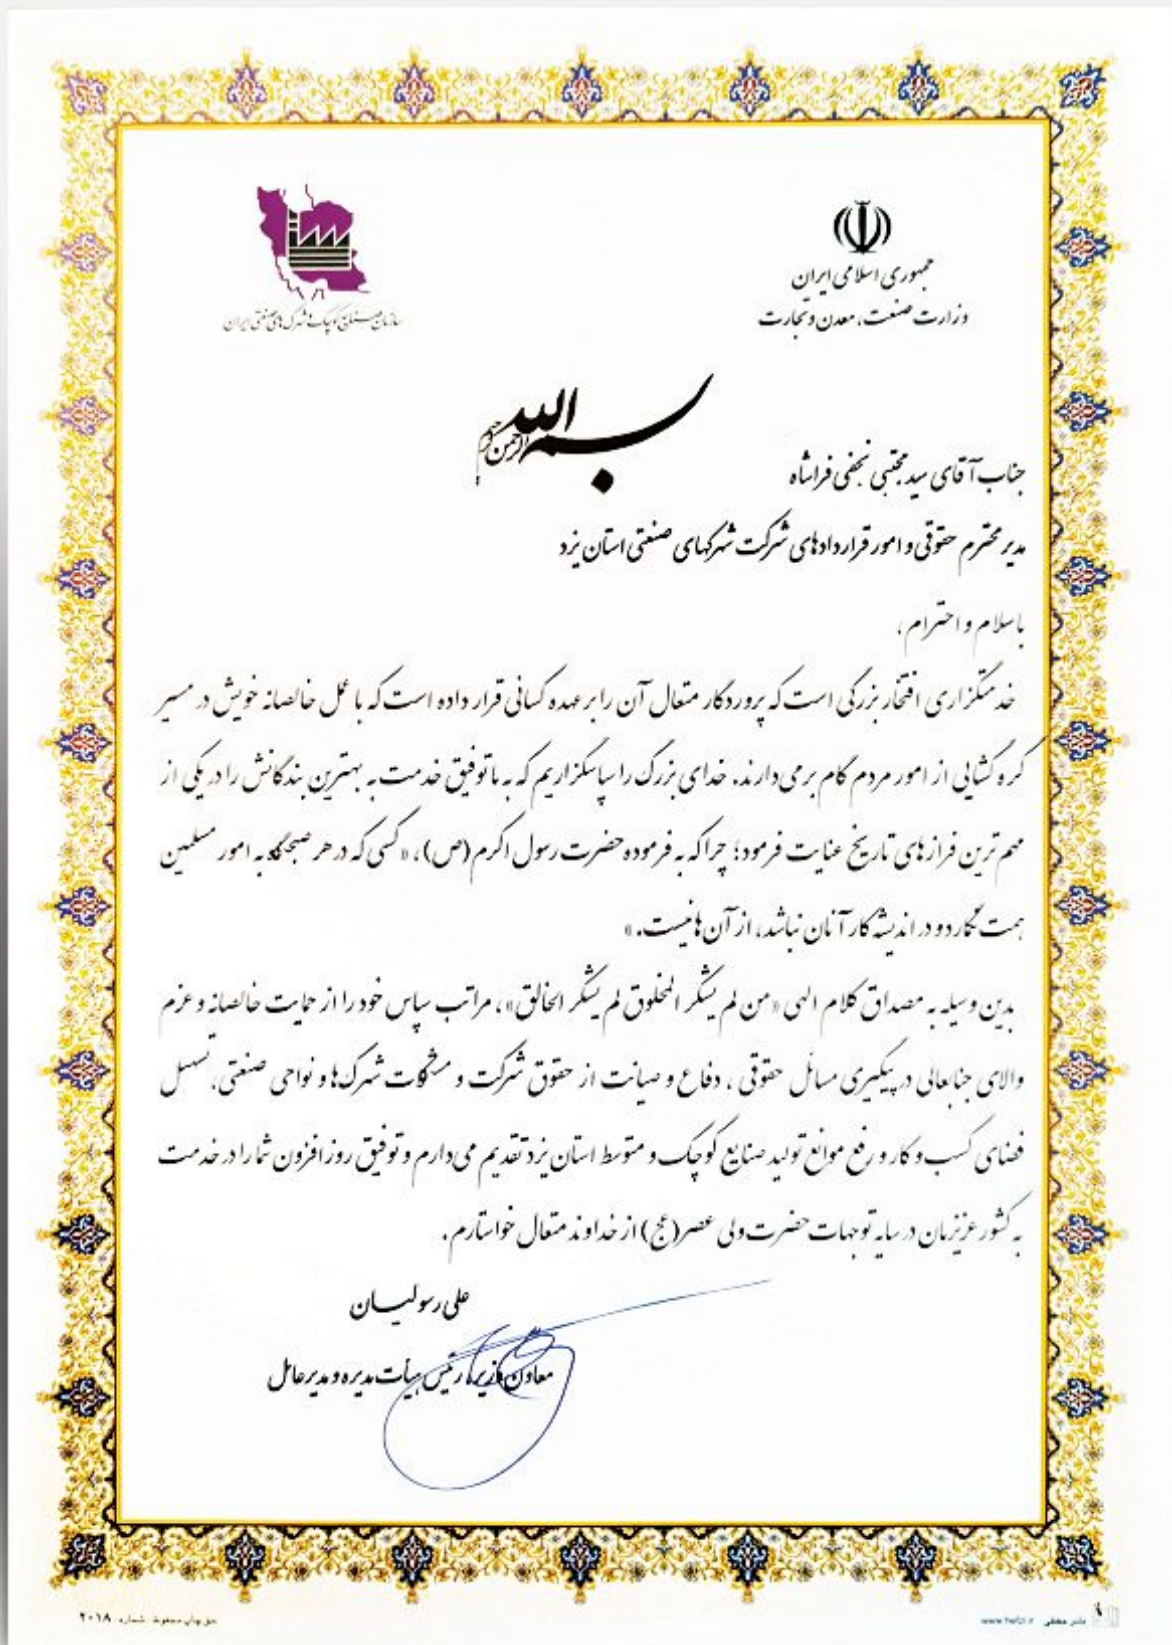 جمهوری اسلامی ایران
وزارت صنعت، معدن و تجارت
سازمان صنایع کوچک و شهرک‌های صنعتی ایران
بسم الله الرحمن الرحیم
جناب آقای سید مجتبی نجفی فراشاه
مدیر محترم حقوقی و امور قراردادهای شرکت شهرکهای صنعتی استان یزد
باسلام و احترام ،
خدمتگزاری افتخار بزرگی است که پروردگار متعال آن را بر عهده کسانی قرار داده است که با عمل خالصانه خویش در مسیر
گره گشایی از امور مردم گام برمی دارند. خدای بزرگ را سپاسگزاریم که به ما توفیق خدمت به بهترین بندگانش را در یکی از
مهم ترین فرازهای تاریخ عنایت فرمود؛ چرا که به فرموده حضرت رسول اکرم (ص)، «کسی که در هر صبحگاه به امور مسلمین
همت نگمارد و در اندیشه کار آنان نباشد، از آن ها نیست.»
بدین وسیله به مصداق کلام الهی «من لم یشکر المخلوق لم یشکر الخالق»، مراتب سپاس خود را از حمایت خالصانه و عزم
والای جنابعالی در پیگیری مسائل حقوقی ، دفاع و صیانت از حقوق شرکت و مشکلات شهرک ها و نواحی صنعتی، تسهیل
فضای کسب و کار و رفع موانع تولید صنایع کوچک و متوسط استان یزد تقدیم می دارم و توفیق روز افزون شما را در خدمت
به کشور عزیزمان در سایه توجهات حضرت ولی عصر (عج) از خداوند متعال خواستارم.
علی رسولیان
معاون وزیر، رئیس هیأت مدیره و مدیرعامل
حق چاپ محفوظ شماره ۲۰۱۸